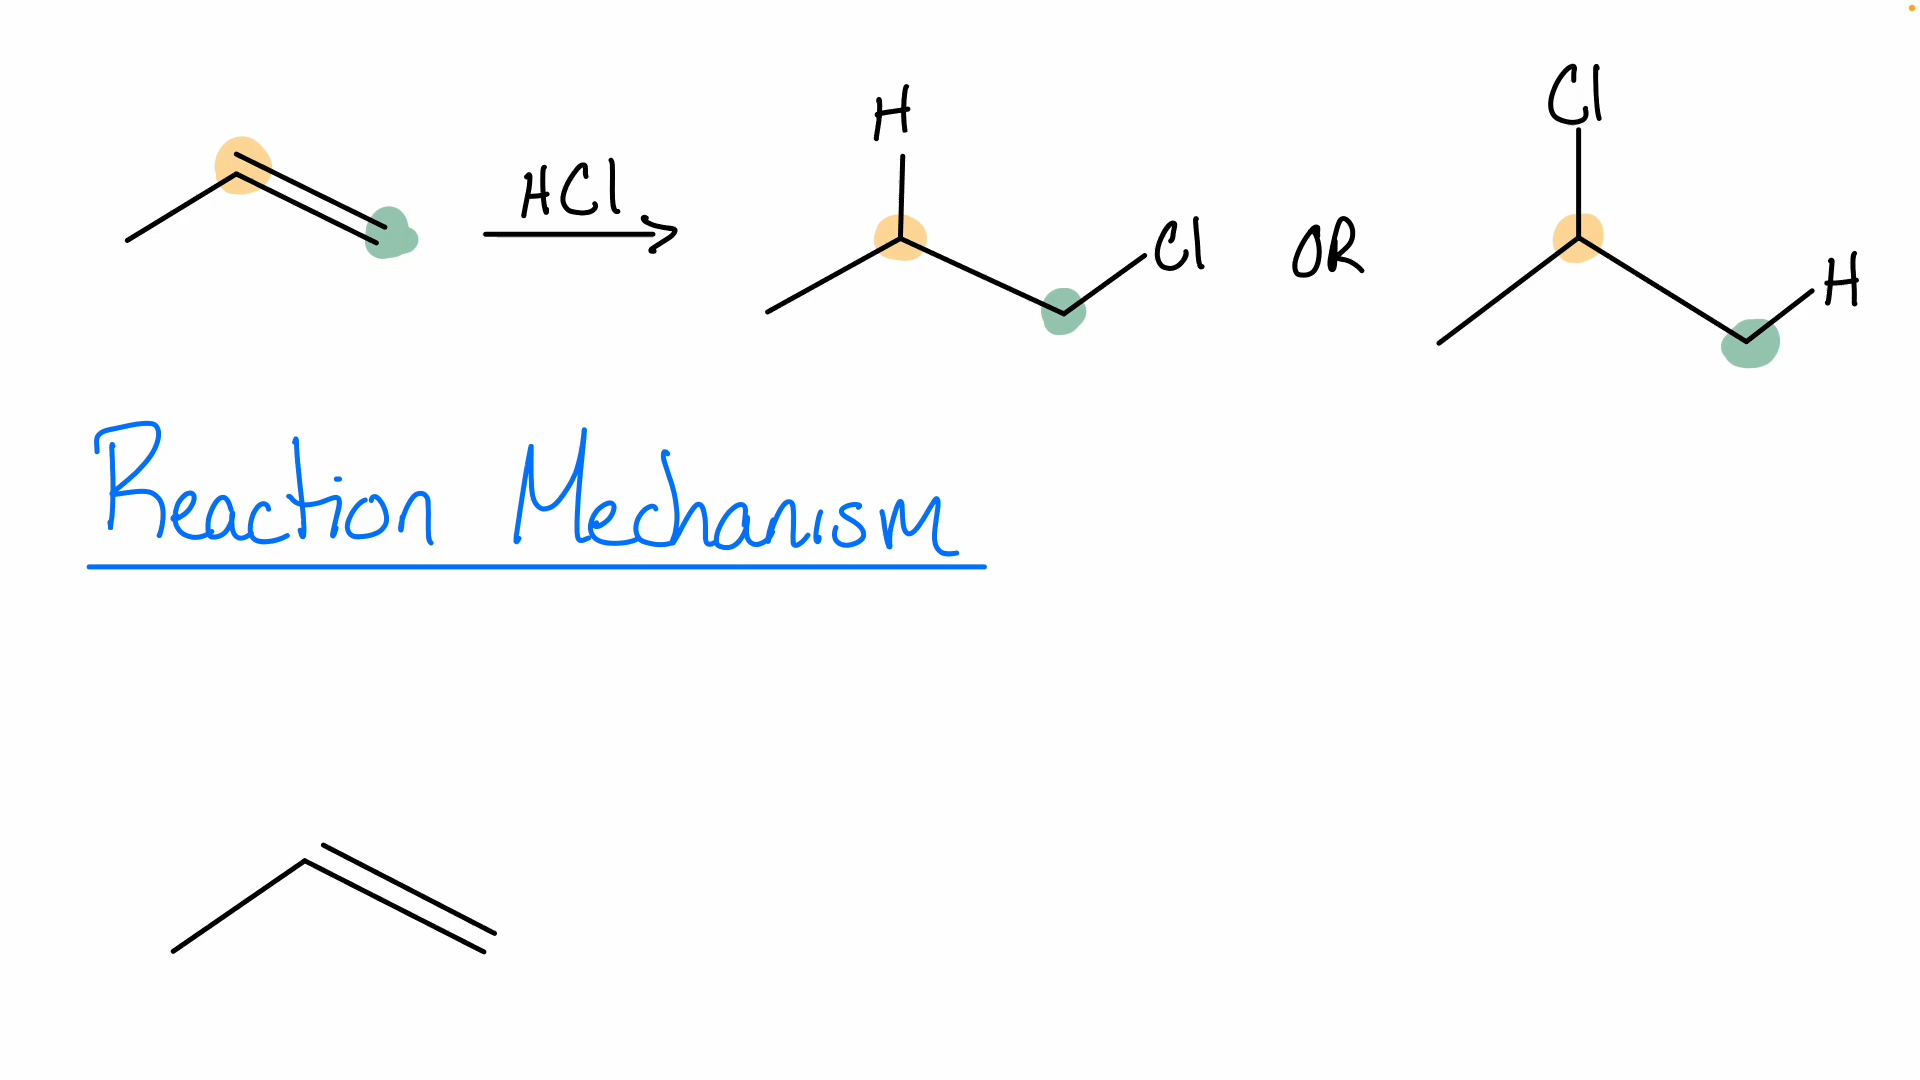 Cl
H
HCl
Cl
OR
H
Reaction Mechanism